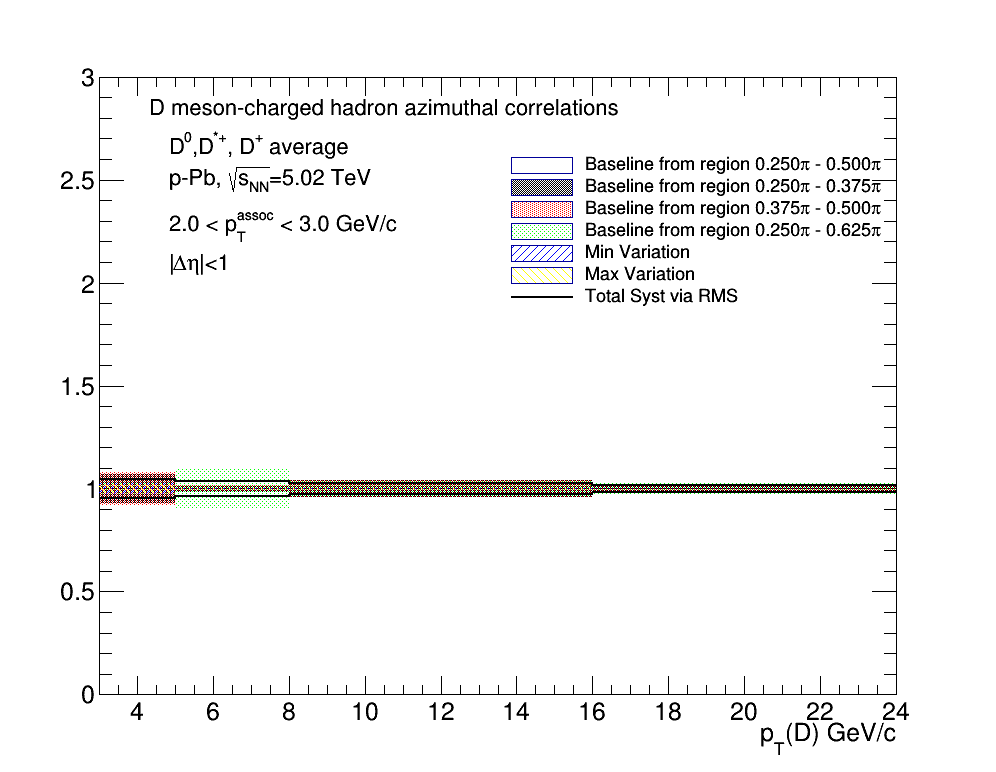 D meson-charged hadron azimuthal correlations
D⁰,D*⁺, D⁺ average
p-Pb, √sNN=5.02 TeV
2.0 < pTassoc < 3.0 GeV/c
|Δη|<1
Baseline from region 0.250π - 0.500π
Baseline from region 0.250π - 0.375π
Baseline from region 0.375π - 0.500π
Baseline from region 0.250π - 0.625π
Min Variation
Max Variation
Total Syst via RMS
3
2.5
2
1.5
1
0.5
0
4 6 8 10 12 14 16 18 20 22 24
pT(D) GeV/c